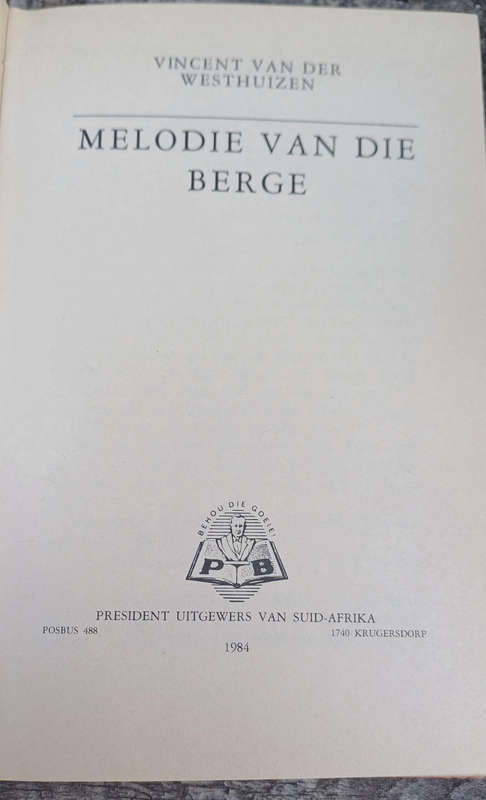 VINCENT VAN DER
WESTHUIZEN
MELODIE VAN DIE
BERGE
BEHOU DIE GOEIE!
P B
PRESIDENT UITGEWERS VAN SUID-AFRIKA
POSBUS 488 1740 KRUGERSDORP
1984